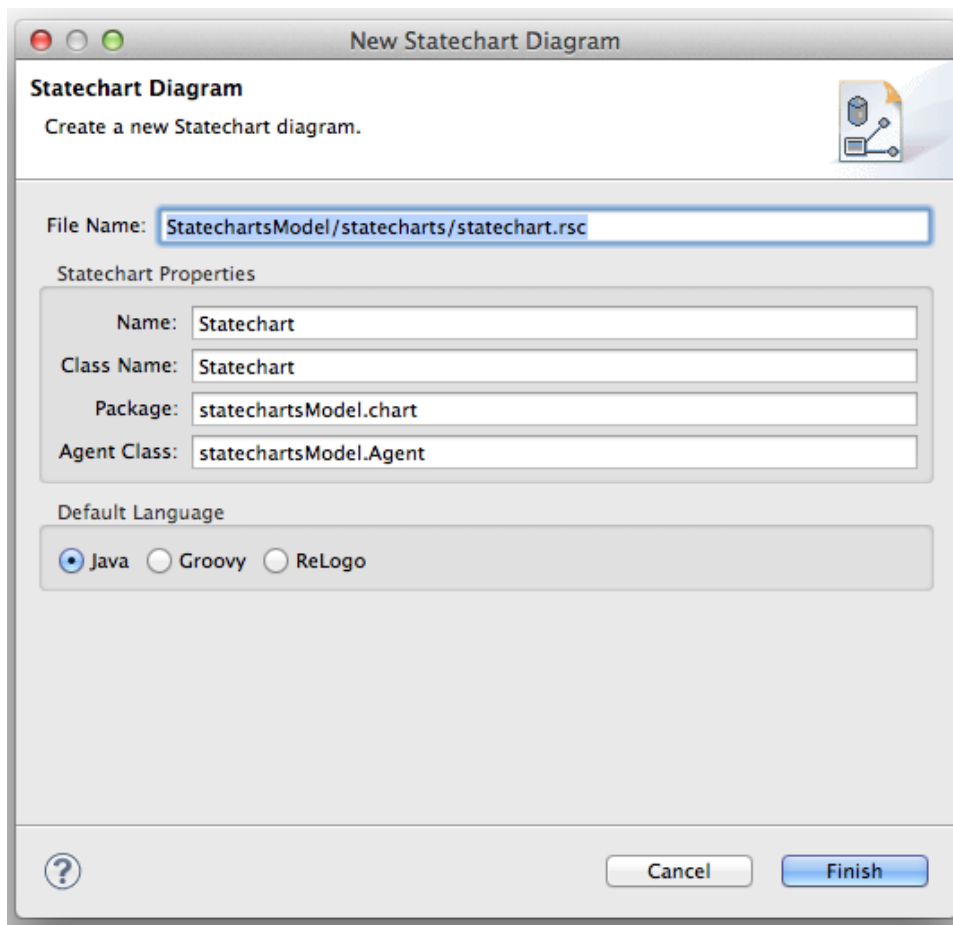 New Statechart Diagram
Statechart Diagram
Create a new Statechart diagram.
File Name: StatechartsModel/statecharts/statechart.rsc
Statechart Properties
Name: Statechart
Class Name: Statechart
Package: statechartsModel.chart
Agent Class: statechartsModel.Agent
Default Language
Java Groovy ReLogo
? Cancel Finish